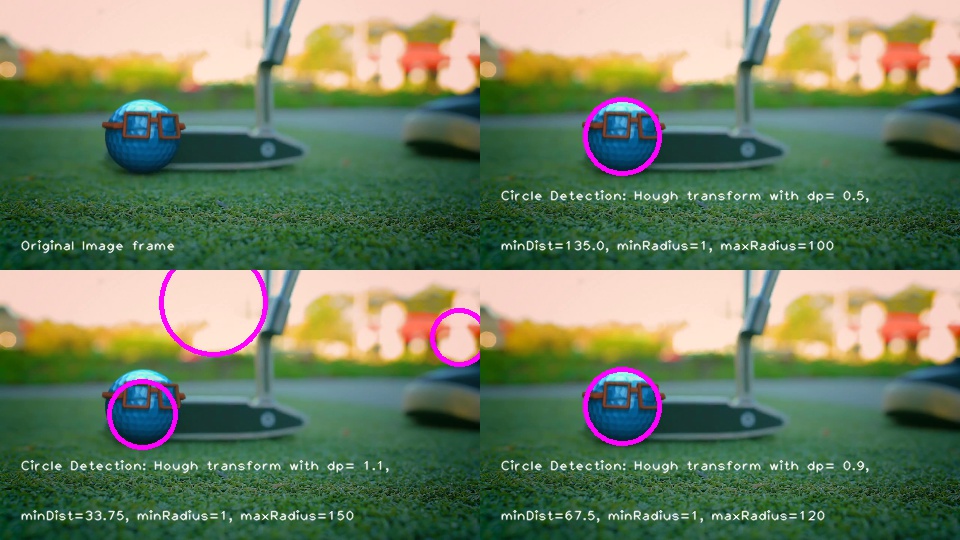 Original Image frame
Circle Detection: Hough transform with dp= 0.5,
minDist=135.0, minRadius=1, maxRadius=100
Circle Detection: Hough transform with dp= 1.1,
minDist=33.75, minRadius=1, maxRadius=150
Circle Detection: Hough transform with dp= 0.9,
minDist=67.5, minRadius=1, maxRadius=120